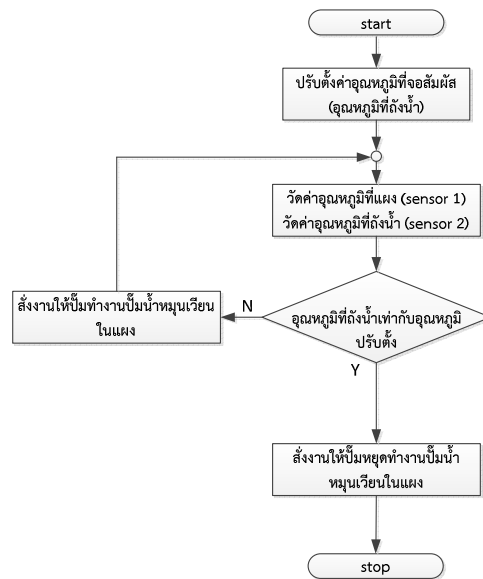 start
ปรับตั้งค่าอุณหภูมิที่จอสัมผัส
(อุณหภูมิที่ถังน้ำ)
วัดค่าอุณหภูมิที่แผง (sensor 1)
วัดค่าอุณหภูมิที่ถังน้ำ (sensor 2)
สั่งงานให้ปั๊มทำงานปั๊มน้ำหมุนเวียน
ในแผง
N
อุณหภูมิที่ถังน้ำเท่ากับอุณหภูมิ
ปรับตั้ง
Y
สั่งงานให้ปั๊มหยุดทำงานปั๊มน้ำ
หมุนเวียนในแผง
stop